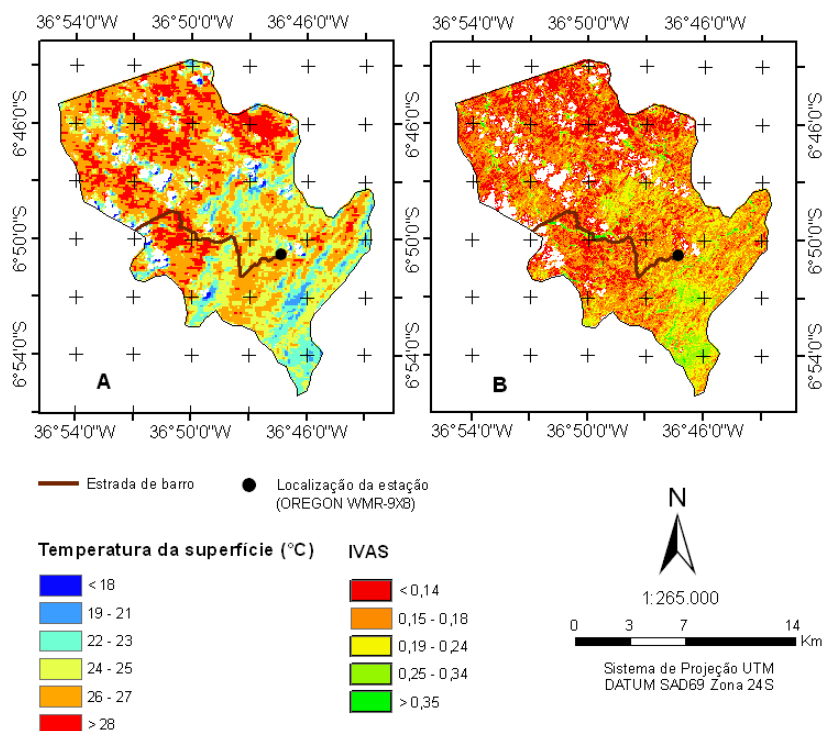 36°54'0"W 36°50'0"W 36°46'0"W
36°54'0"W 36°50'0"W 36°46'0"W
6°46'0"S
6°50'0"S
6°54'0"S
A
B
6°46'0"S
6°50'0"S
6°54'0"S
36°54'0"W 36°50'0"W 36°46'0"W
36°54'0"W 36°50'0"W 36°46'0"W
Estrada de barro
Localização da estação
(OREGON WMR-9X8)
Temperatura da superfície (°C)
< 18
19 - 21
22 - 23
24 - 25
26 - 27
> 28
IVAS
< 0,14
0,15 - 0,18
0,19 - 0,24
0,25 - 0,34
> 0,35
N
1:265.000
0 3 7 14
Km
Sistema de Projeção UTM
DATUM SAD69 Zona 24S